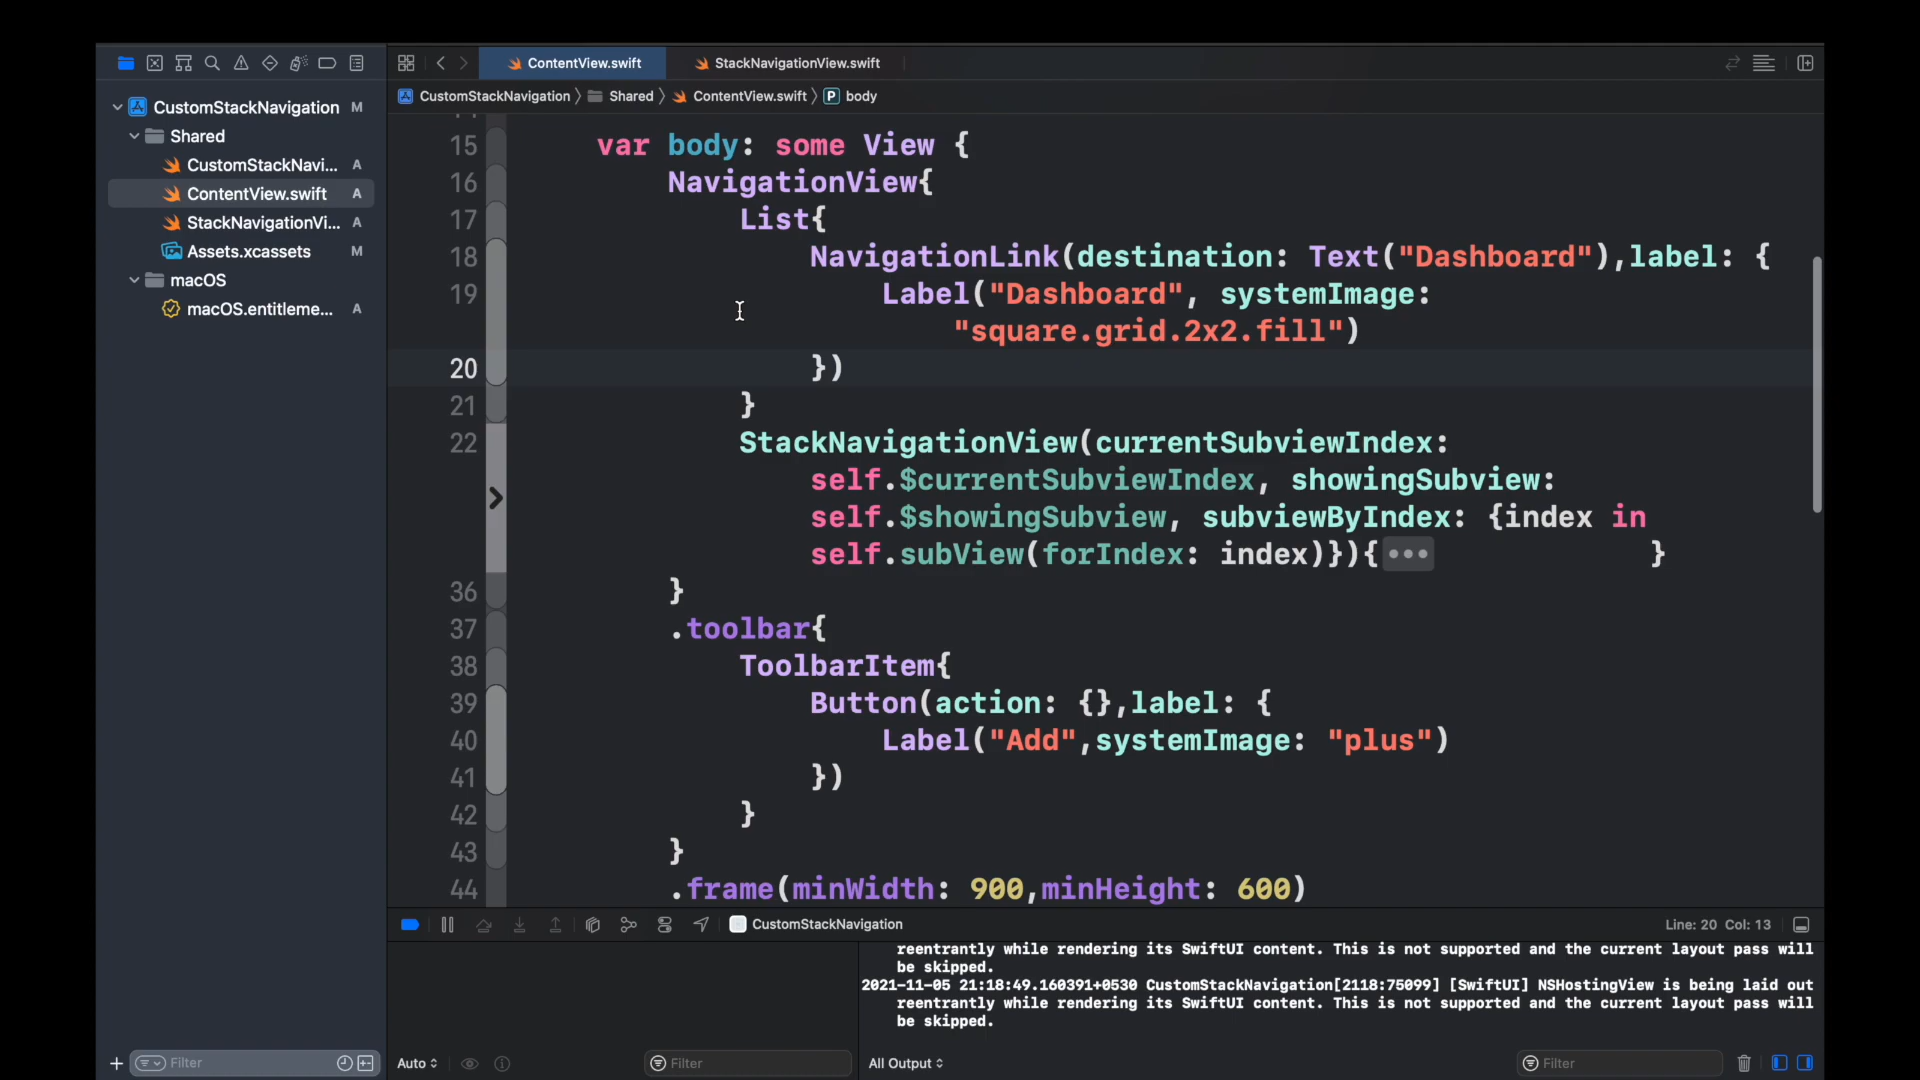 ContentView.swift
StackNavigationView.swift
CustomStackNavigation M
CustomStackNavigation Shared ContentView.swift P body
Shared
CustomStackNavi... A
ContentView.swift A
StackNavigationVi... A
Assets.xcassets M
macOS
macOS.entitleme... A
15 var body: some View {
16 NavigationView{
17 List{
18 NavigationLink(destination: Text("Dashboard"),label: {
19 Label("Dashboard", systemImage:
"square.grid.2x2.fill")
20 })
21 }
22 StackNavigationView(currentSubviewIndex:
self.$currentSubviewIndex, showingSubview:
self.$showingSubview, subviewByIndex: {index in
self.subView(forIndex: index)}){••• }
36 }
37 .toolbar{
38 ToolbarItem{
39 Button(action: {},label: {
40 Label("Add",systemImage: "plus")
41 })
42 }
43 }
44 .frame(minWidth: 900,minHeight: 600)
CustomStackNavigation
Line: 20 Col: 13
reentrantly while rendering its SwiftUI content. This is not supported and the current layout pass will
be skipped.
2021-11-05 21:18:49.160391+0530 CustomStackNavigation[2118:75099] [SwiftUI] NSHostingView is being laid out
reentrantly while rendering its SwiftUI content. This is not supported and the current layout pass will
be skipped.
Filter
Auto
Filter
All Output
Filter